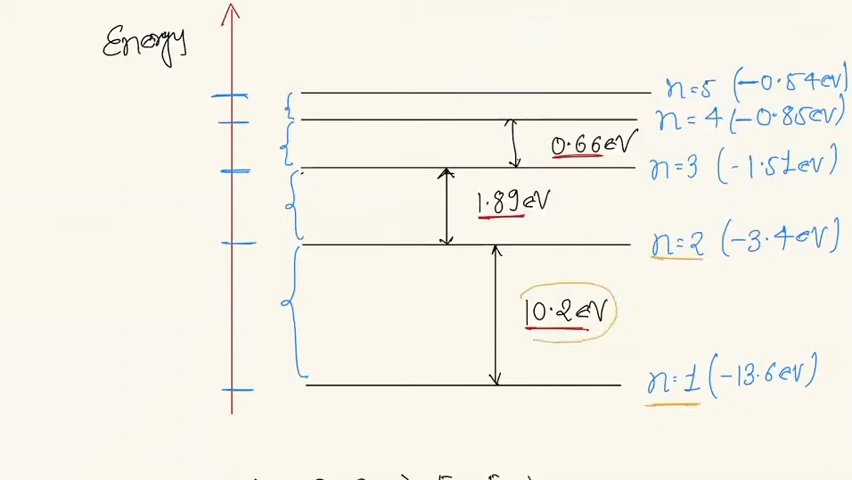 Energy
n=5 (-0.54eV)
n=4 (-0.85eV)
0.66eV
n=3 (-1.51eV)
1.89eV
n=2 (-3.4eV)
10.2eV
n=1 (-13.6eV)